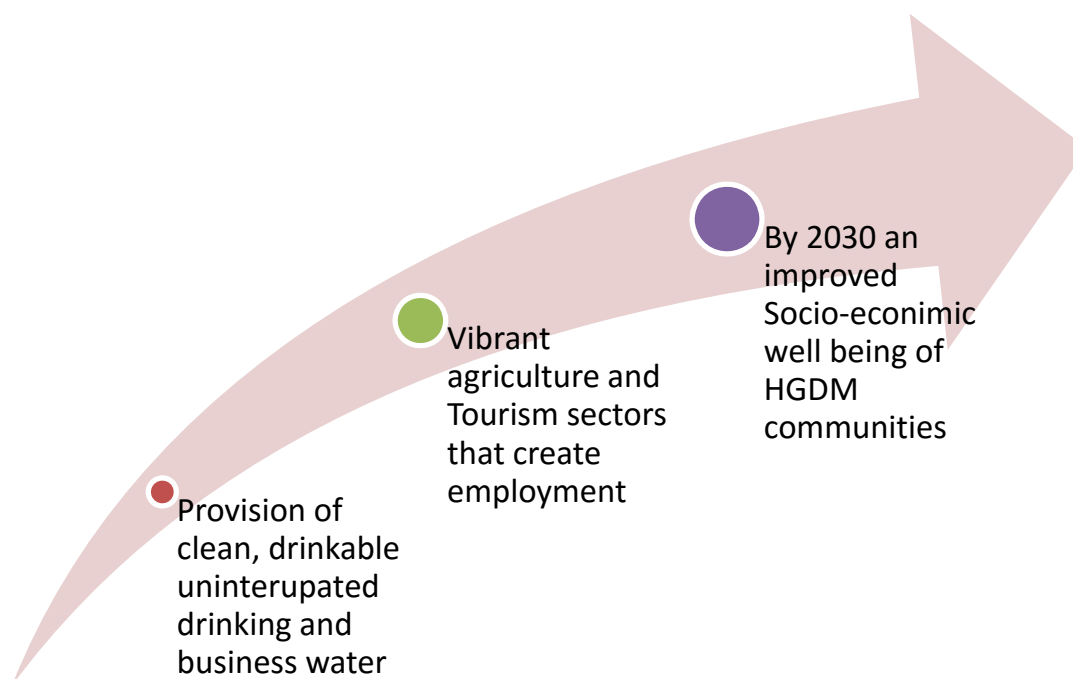 Provision of
clean, drinkable
uninterupated
drinking and
business water
Vibrant
agriculture and
Tourism sectors
that create
employment
By 2030 an
improved
Socio-econimic
well being of
HGDM
communities